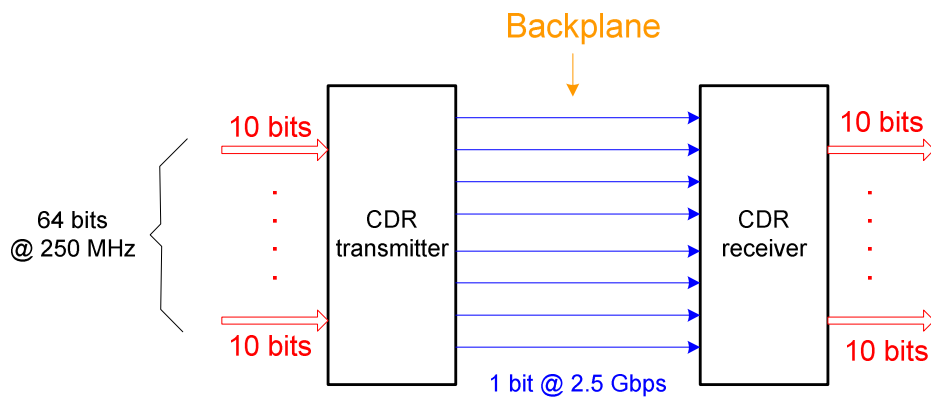 Backplane
10 bits
10 bits
64 bits
@ 250 MHz
CDR
transmitter
CDR
receiver
10 bits
10 bits
1 bit @ 2.5 Gbps